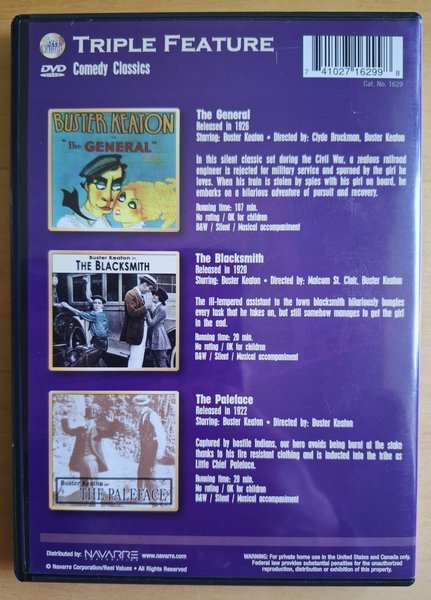 TRIPLE FEATURE
DVD Comedy Classics
7 41027 16299 8
Cat. No. 1629
BUSTER KEATON
in
"The GENERAL"
The General
Released in 1926
Starring: Buster Keaton • Directed by: Clyde Bruckman, Buster Keaton
In this silent classic set during the Civil War, a zealous railroad
engineer is rejected for military service and spurned by the girl he
loves. When his train is stolen by spies with his girl on board, he
embarks on a hilarious adventure of pursuit and recovery.
Running time: 107 min.
No rating / OK for children
B&W / Silent / Musical accompaniment
Buster Keaton in
THE BLACKSMITH
The Blacksmith
Released in 1920
Starring: Buster Keaton • Directed by: Malcom St. Clair, Buster Keaton
The ill-tempered assistant to the town blacksmith hilariously bungles
every task that he takes on, but still somehow manages to get the girl
in the end.
Running time: 20 min.
No rating / OK for children
B&W / Silent / Musical accompaniment
Buster Keaton in
THE PALEFACE
The Paleface
Released in 1922
Starring: Buster Keaton • Directed by: Buster Keaton
Captured by hostile Indians, our hero avoids being burnt at the stake
thanks to his fire resistant clothing and is inducted into the tribe as
Little Chief Paleface.
Running time: 20 min.
No rating / OK for children
B&W / Silent / Musical accompaniment
Distributed by: NAVARRE www.navarre.com
CORPORATION
© Navarre Corporation/Reel Values • All Rights Reserved
WARNING: For private home use in the United States and Canada only.
Federal law provides substantial penalties for the unauthorized
reproduction, distribution or exhibition of this property.